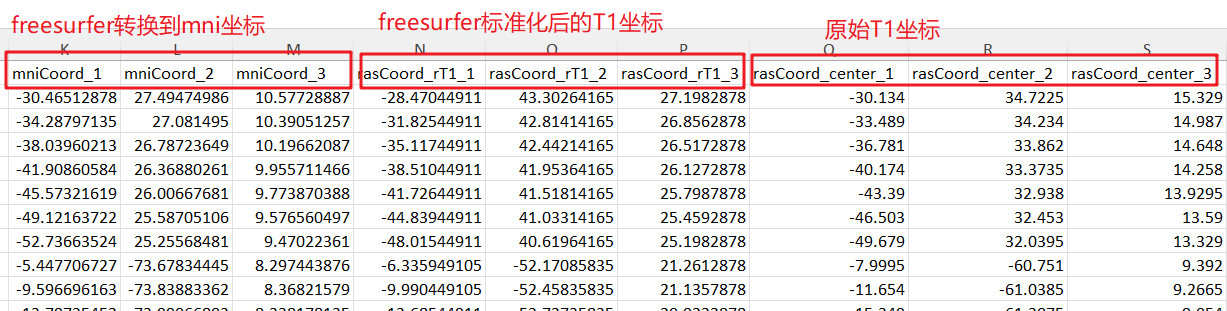 freesurfer转换到mni坐标 freesurfer标准化后的T1坐标 原始T1坐标
K L M N O P Q R S
mniCoord_1 mniCoord_2 mniCoord_3 rasCoord_rT1_1 rasCoord_rT1_2 rasCoord_rT1_3 rasCoord_center_1 rasCoord_center_2 rasCoord_center_3
-30.46512878 27.49474986 10.57728887 -28.47044911 43.30264165 27.1982878 -30.134 34.7225 15.329
-34.28797135 27.081495 10.39051257 -31.82544911 42.81414165 26.8562878 -33.489 34.234 14.987
-38.03960213 26.78723649 10.19662087 -35.11744911 42.44214165 26.5172878 -36.781 33.862 14.648
-41.90860584 26.36880261 9.955711466 -38.51044911 41.95364165 26.1272878 -40.174 33.3735 14.258
-45.57321619 26.00667681 9.773870388 -41.72644911 41.51814165 25.7987878 -43.39 32.938 13.9295
-49.12163722 25.58705106 9.576560497 -44.83944911 41.03314165 25.4592878 -46.503 32.453 13.59
-52.73663524 25.25568481 9.47022361 -48.01544911 40.61964165 25.1982878 -49.679 32.0395 13.329
-5.447706727 -73.67834445 8.297443876 -6.335949105 -52.17085835 21.2612878 -7.9995 -60.751 9.392
-9.596696163 -73.83883362 8.36821579 -9.990449105 -52.45835835 21.1357878 -11.654 -61.0385 9.2665